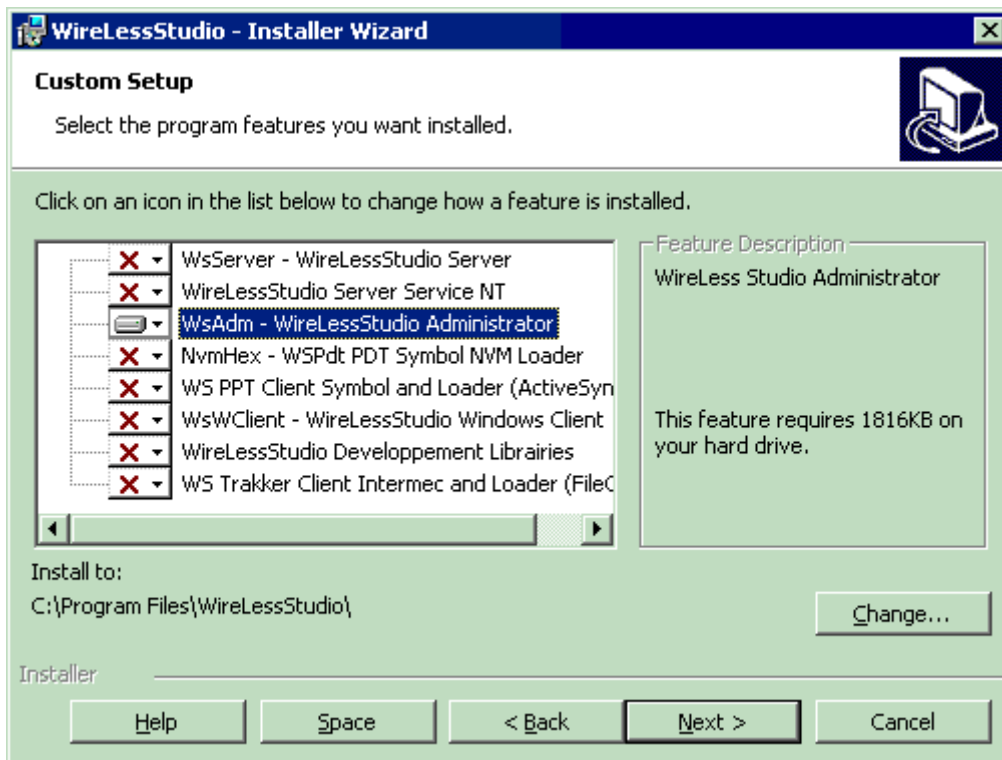 WireLessStudio - Installer Wizard
Custom Setup
Select the program features you want installed.
Click on an icon in the list below to change how a feature is installed.
WsServer - WireLessStudio Server
WireLessStudio Server Service NT
WsAdm - WireLessStudio Administrator
NvmHex - WSPdt PDT Symbol NVM Loader
WS PPT Client Symbol and Loader (ActiveSyn
WsWClient - WireLessStudio Windows Client
WireLessStudio Developpement Librairies
WS Trakker Client Intermec and Loader (FileC
Feature Description
WireLess Studio Administrator
This feature requires 1816KB on
your hard drive.
Install to:
C:\Program Files\WireLessStudio\
Change...
Installer
Help
Space
< Back
Next >
Cancel